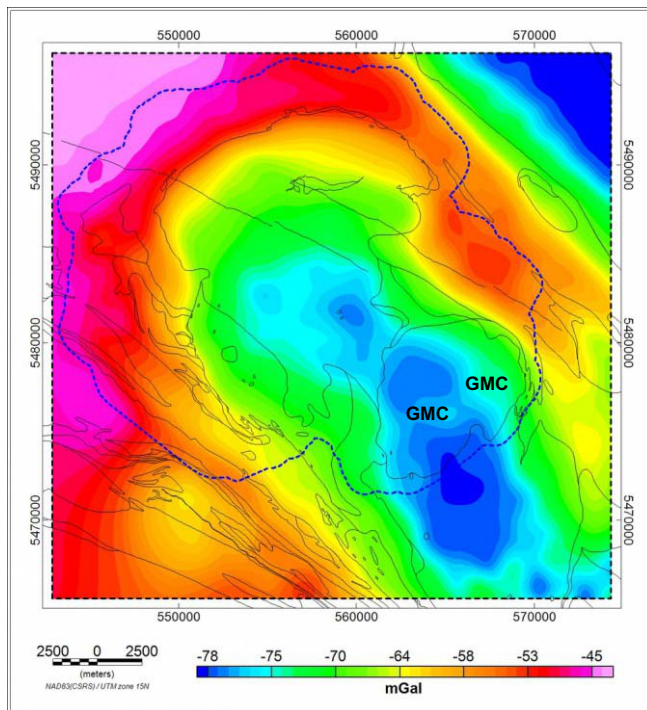 550000 560000 570000
5490000 5490000
5480000 5480000
GMC
GMC
5470000 5470000
550000 560000 570000
2500 0 2500
(meters)
NAD83(CSRS) / UTM zone 15N
-78 -75 -70 -64 -58 -53 -45
mGal